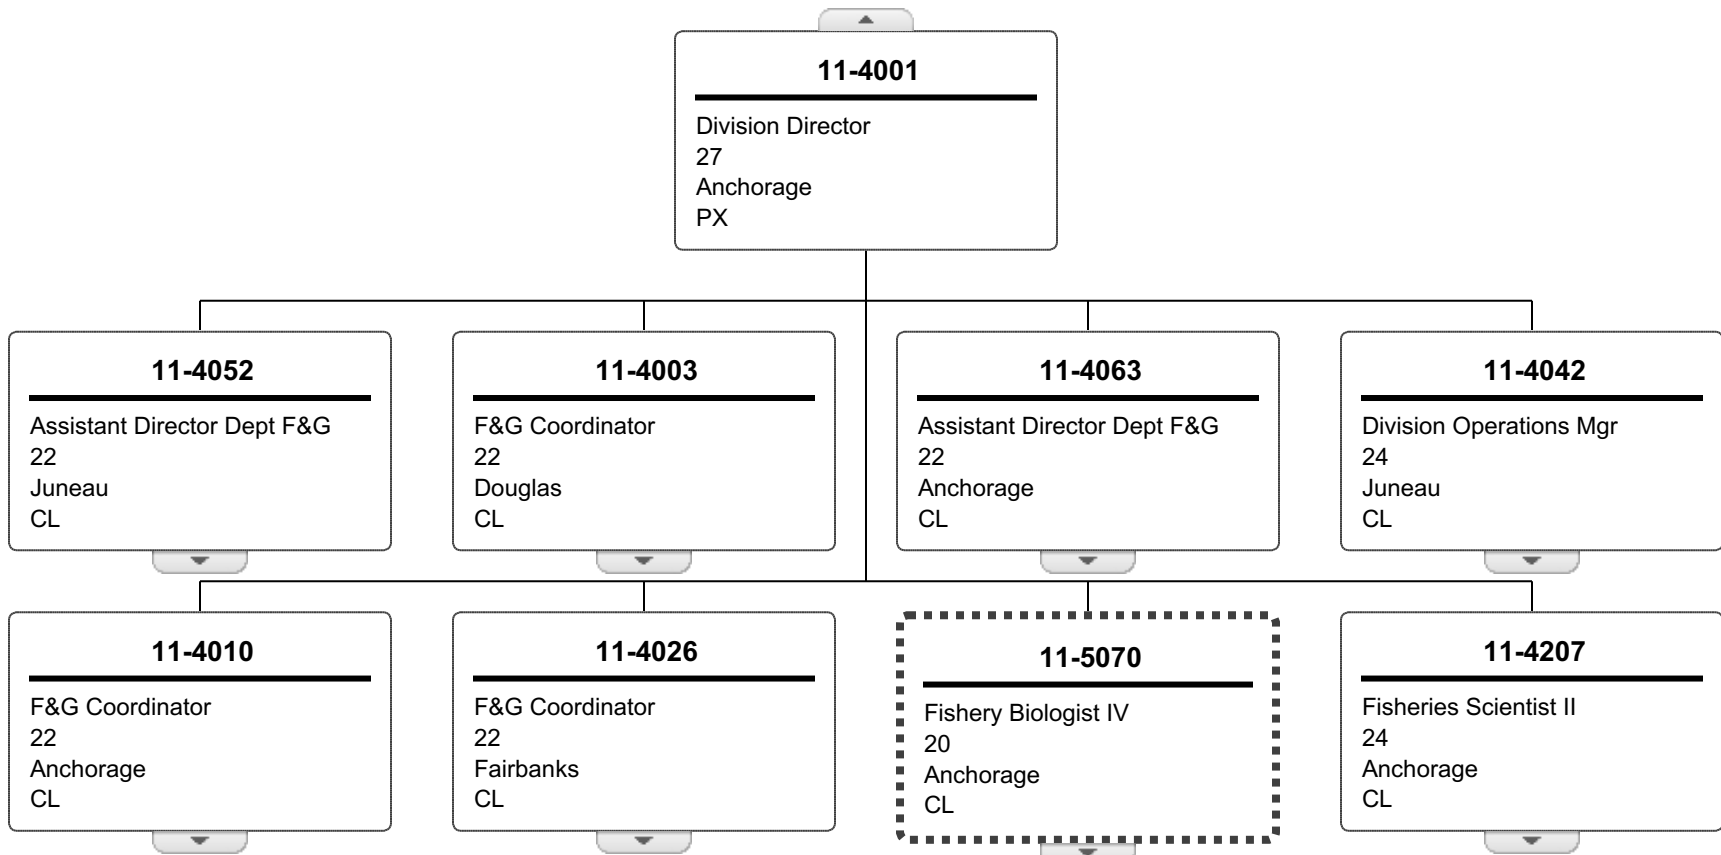 11-4001
Division Director
27
Anchorage
PX
11-4052
Assistant Director Dept F&G
22
Juneau
CL
11-4003
F&G Coordinator
22
Douglas
CL
11-4063
Assistant Director Dept F&G
22
Anchorage
CL
11-4042
Division Operations Mgr
24
Juneau
CL
11-4010
F&G Coordinator
22
Anchorage
CL
11-4026
F&G Coordinator
22
Fairbanks
CL
11-5070
Fishery Biologist IV
20
Anchorage
CL
11-4207
Fisheries Scientist II
24
Anchorage
CL